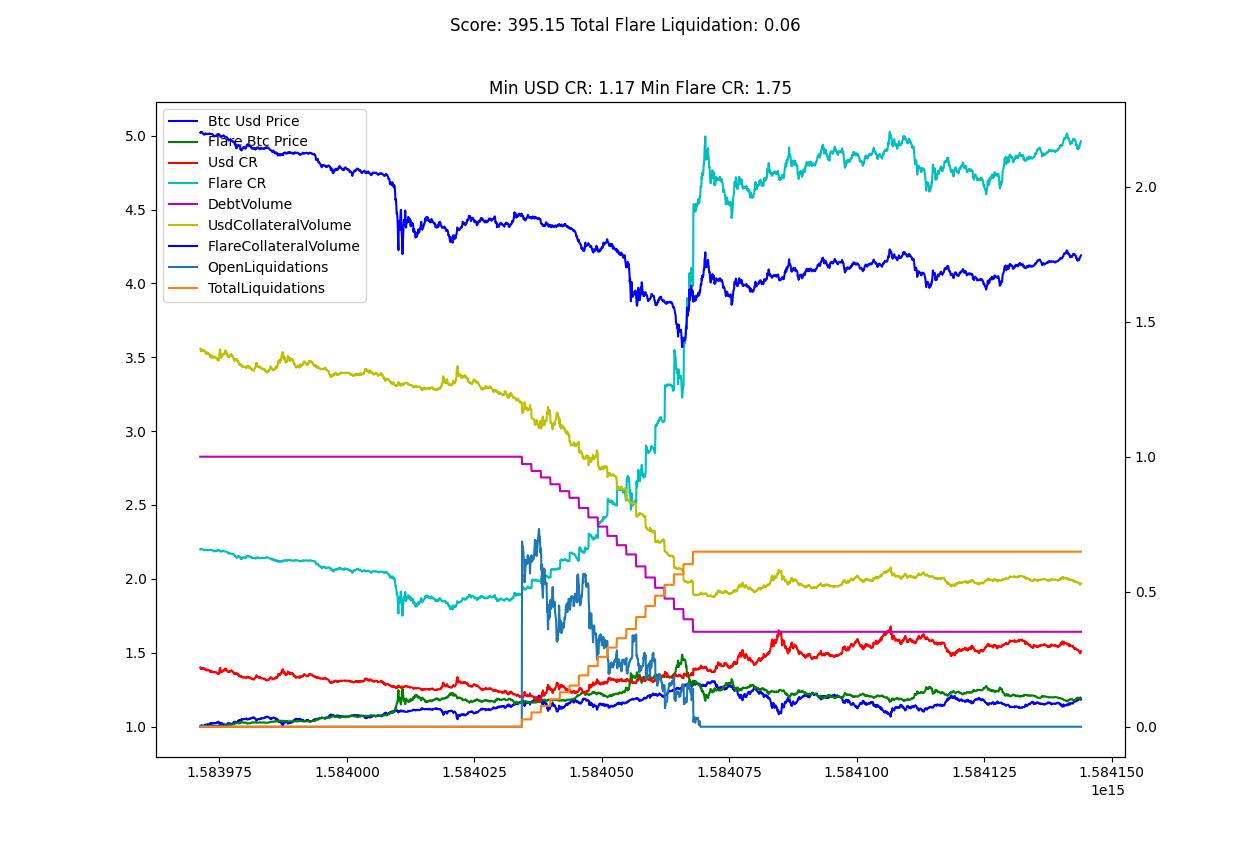 Score: 395.15 Total Flare Liquidation: 0.06
Min USD CR: 1.17 Min Flare CR: 1.75
Btc Usd Price
Flare Btc Price
Usd CR
Flare CR
DebtVolume
UsdCollateralVolume
FlareCollateralVolume
OpenLiquidations
TotalLiquidations
5.0
4.5
4.0
3.5
3.0
2.5
2.0
1.5
1.0
2.0
1.5
1.0
0.5
0.0
1.583975 1.584000 1.584025 1.584050 1.584075 1.584100 1.584125 1.584150
1e15